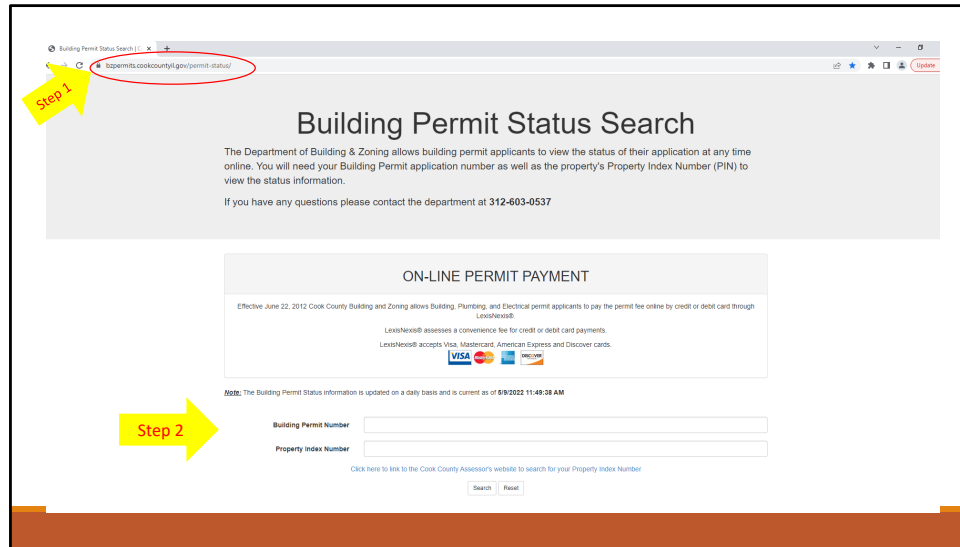 Building Permit Status Search | C
bzpermits.cookcountyil.gov/permit-status/
Update
Step 1
Building Permit Status Search
The Department of Building & Zoning allows building permit applicants to view the status of their application at any time
online. You will need your Building Permit application number as well as the property's Property Index Number (PIN) to
view the status information.
If you have any questions please contact the department at 312-603-0537
ON-LINE PERMIT PAYMENT
Effective June 22, 2012 Cook County Building and Zoning allows Building, Plumbing, and Electrical permit applicants to pay the permit fee online by credit or debit card through
LexisNexis®.
LexisNexis® assesses a convenience fee for credit or debit card payments.
LexisNexis® accepts Visa, Mastercard, American Express and Discover cards.
VISA MasterCard DISCOVER
Note: The Building Permit Status information is updated on a daily basis and is current as of 5/9/2022 11:49:38 AM
Step 2
Building Permit Number
Property Index Number
Click here to link to the Cook County Assessor's website to search for your Property Index Number
Search Reset